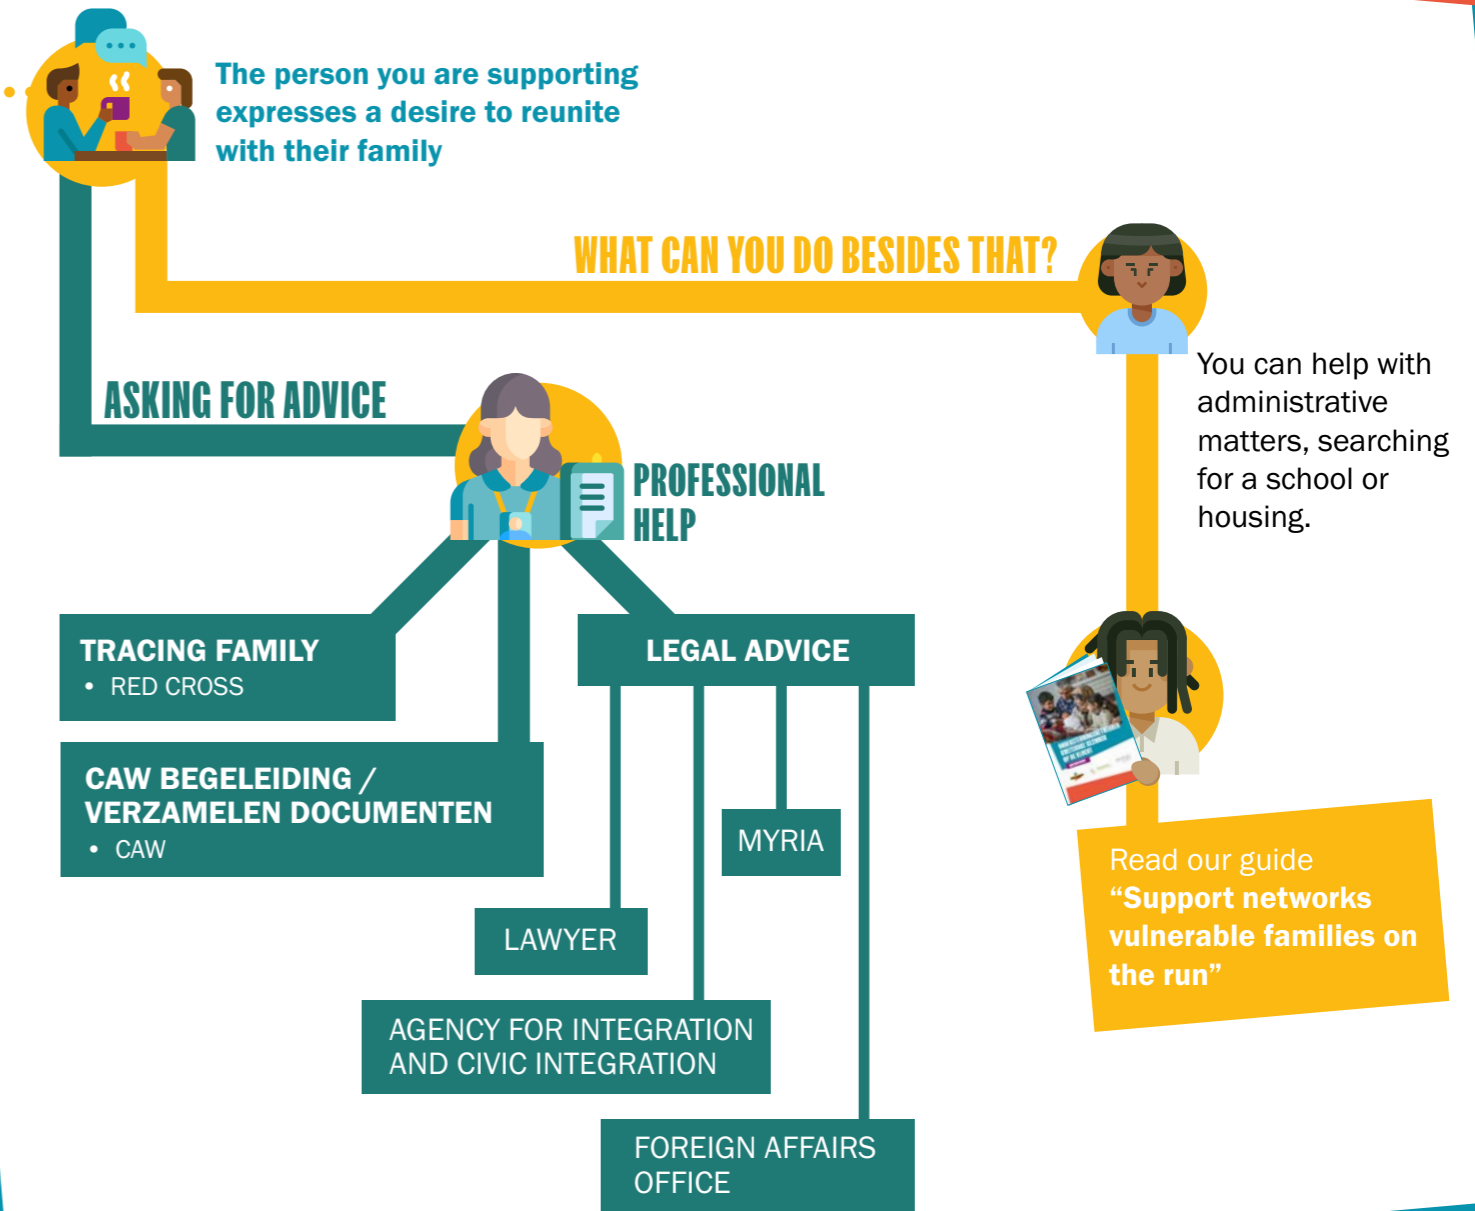 The person you are supporting
expresses a desire to reunite
with their family
WHAT CAN YOU DO BESIDES THAT?
You can help with
administrative
matters, searching
for a school or
housing.
ASKING FOR ADVICE
PROFESSIONAL
HELP
TRACING FAMILY
• RED CROSS
CAW BEGELEIDING /
VERZAMELEN DOCUMENTEN
• CAW
LEGAL ADVICE
MYRIA
LAWYER
AGENCY FOR INTEGRATION
AND CIVIC INTEGRATION
FOREIGN AFFAIRS
OFFICE
Read our guide
“Support networks
vulnerable families on
the run”